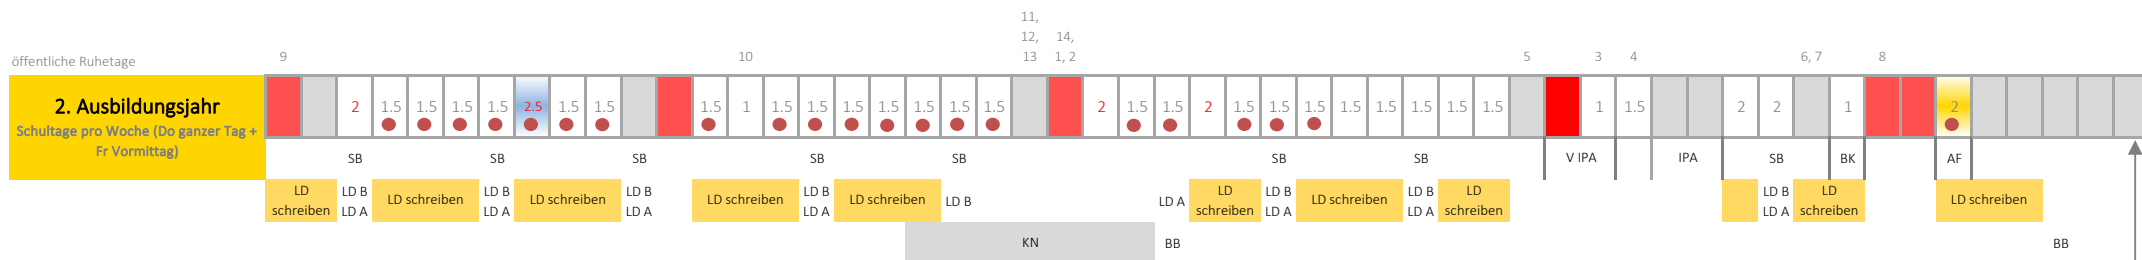 11,
12, 14,
öffentliche Ruhetage 9 10 13 1, 2 5 3 4 6, 7 8
2. Ausbildungsjahr
Schultage pro Woche (Do ganzer Tag +
Fr Vormittag)
2 1.5 1.5 1.5 1.5 2.5 1.5 1.5 1.5 1 1.5 1.5 1.5 1.5 1.5 1.5 1.5 2 1.5 1.5 2 1.5 1.5 1.5 1.5 1.5 1.5 1.5 1.5 1 1.5 2 2 1 2
SB SB SB SB SB SB SB V IPA IPA SB BK AF
LD
schreiben
LD B
LD A
LD schreiben
LD B
LD A
LD schreiben
LD B
LD A
LD schreiben
LD B
LD A
LD schreiben
LD B
LD A
LD
schreiben
LD B
LD A
LD schreiben
LD B
LD A
LD
schreiben
LD B
LD A
LD
schreiben
LD schreiben
KN BB BB